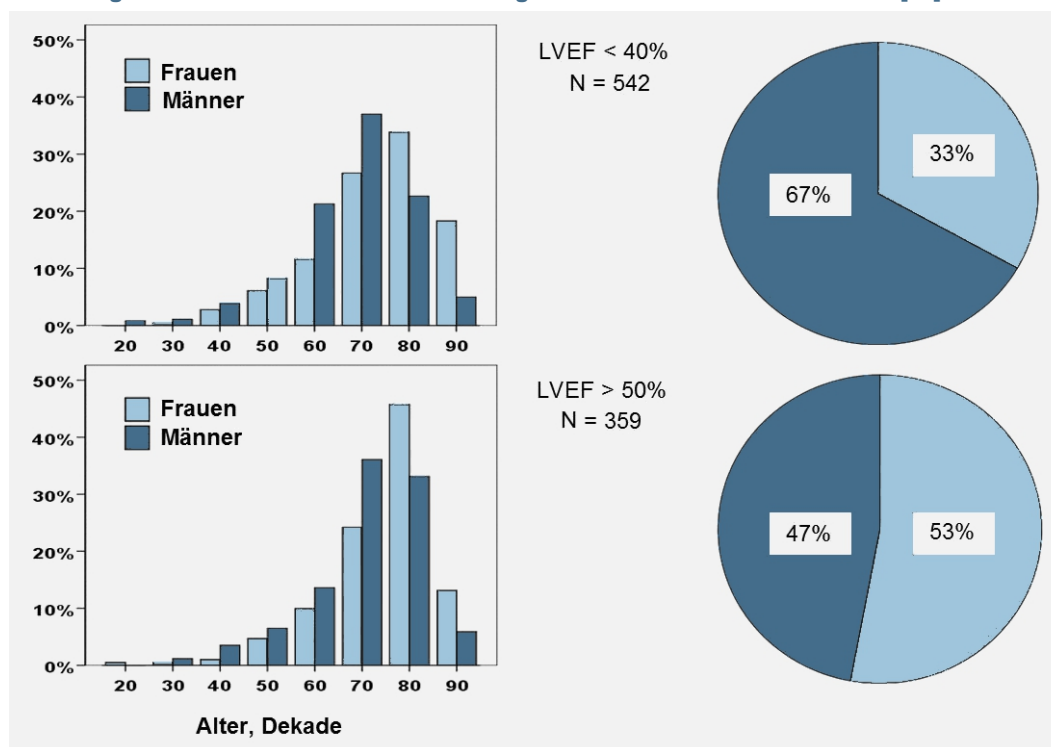 50%
40%
30%
20%
10%
0%
Frauen
Männer
20 30 40 50 60 70 80 90
LVEF < 40%
N = 542
33%
67%
50%
40%
30%
20%
10%
0%
Frauen
Männer
20 30 40 50 60 70 80 90
Alter, Dekade
LVEF > 50%
N = 359
47%
53%